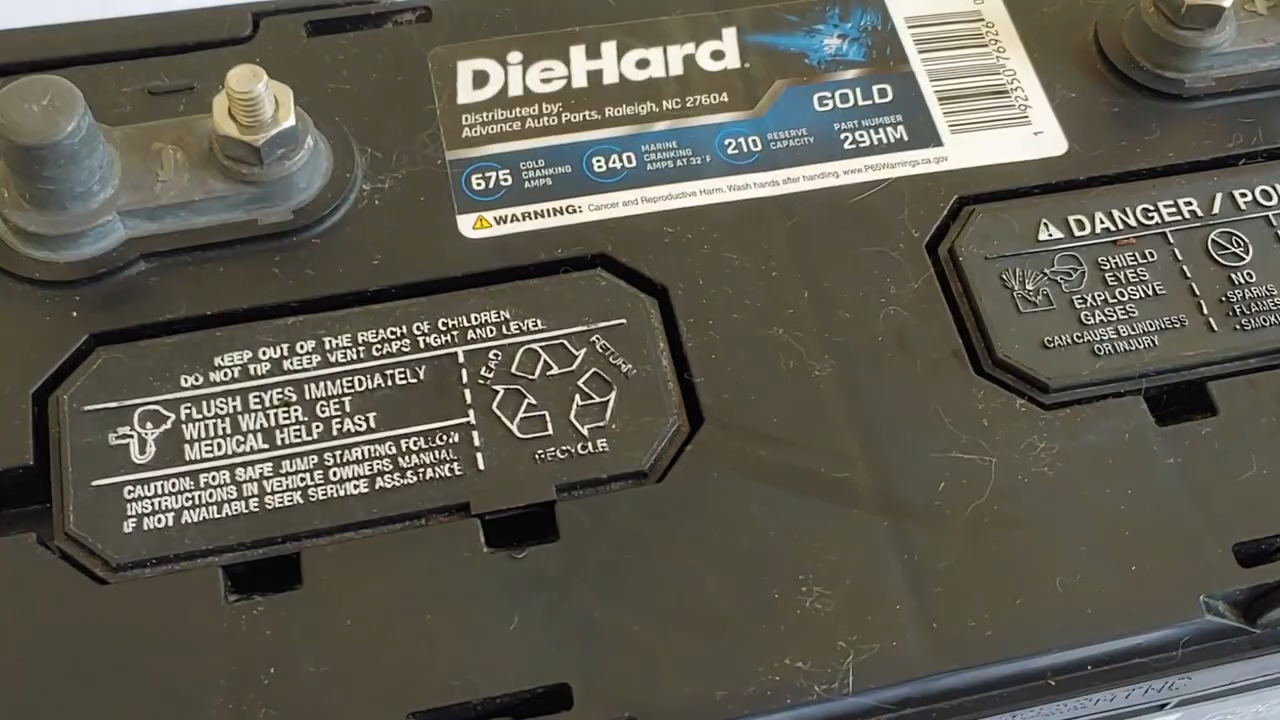 DieHard
Distributed by:
Advance Auto Parts, Raleigh, NC 27604
GOLD
675 COLD CRANKING AMPS
840 MARINE CRANKING AMPS AT 32°F
210 RESERVE CAPACITY
PART NUMBER
29HM
WARNING: Cancer and Reproductive Harm. Wash hands after handling. www.P65Warnings.ca.gov
1 92350 76926 0
KEEP OUT OF THE REACH OF CHILDREN
DO NOT TIP KEEP VENT CAPS TIGHT AND LEVEL
FLUSH EYES IMMEDIATELY
WITH WATER. GET
MEDICAL HELP FAST
CAUTION: FOR SAFE JUMP STARTING FOLLOW
INSTRUCTIONS IN VEHICLE OWNERS MANUAL
IF NOT AVAILABLE SEEK SERVICE ASSISTANCE
LEAD
RETURN
RECYCLE
DANGER / PO
SHIELD
EYES
EXPLOSIVE
GASES
CAN CAUSE BLINDNESS
OR INJURY
NO
• SPARKS
• FLAMES
• SMOK